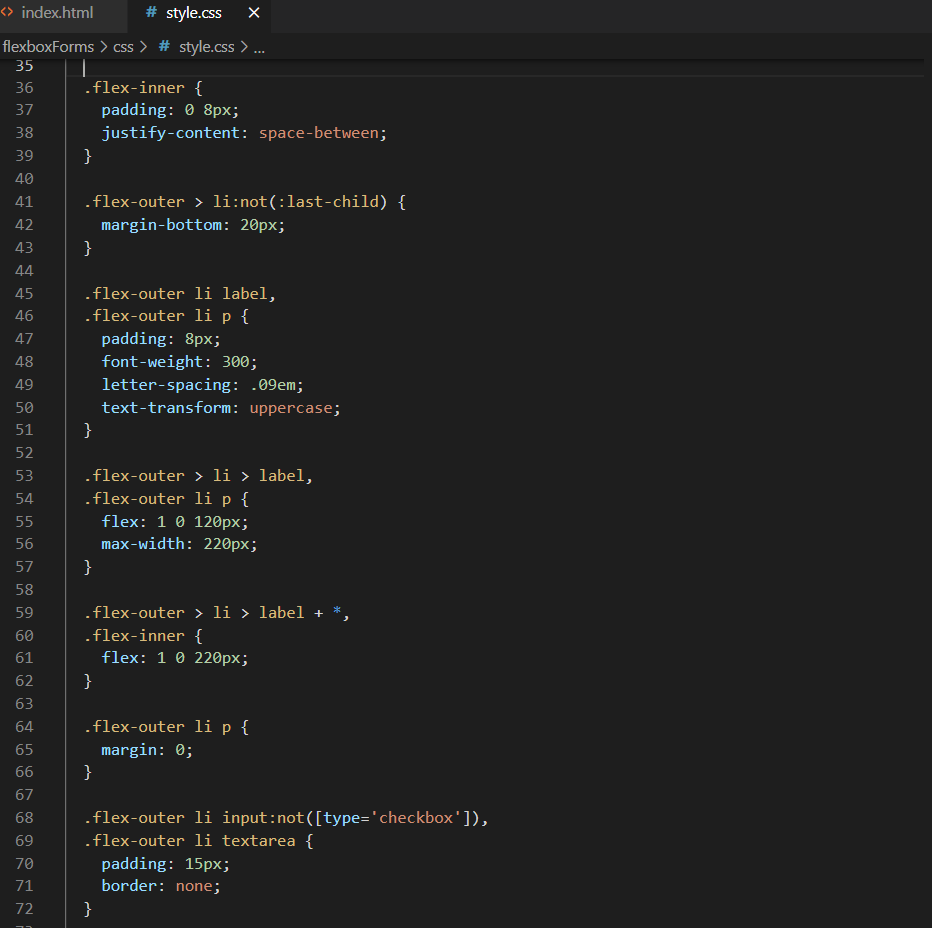 <> index.html # style.css ×
flexboxForms > css > # style.css > ...
35
36 .flex-inner {
37 padding: 0 8px;
38 justify-content: space-between;
39 }
40
41 .flex-outer > li:not(:last-child) {
42 margin-bottom: 20px;
43 }
44
45 .flex-outer li label,
46 .flex-outer li p {
47 padding: 8px;
48 font-weight: 300;
49 letter-spacing: .09em;
50 text-transform: uppercase;
51 }
52
53 .flex-outer > li > label,
54 .flex-outer li p {
55 flex: 1 0 120px;
56 max-width: 220px;
57 }
58
59 .flex-outer > li > label + *,
60 .flex-inner {
61 flex: 1 0 220px;
62 }
63
64 .flex-outer li p {
65 margin: 0;
66 }
67
68 .flex-outer li input:not([type='checkbox']),
69 .flex-outer li textarea {
70 padding: 15px;
71 border: none;
72 }